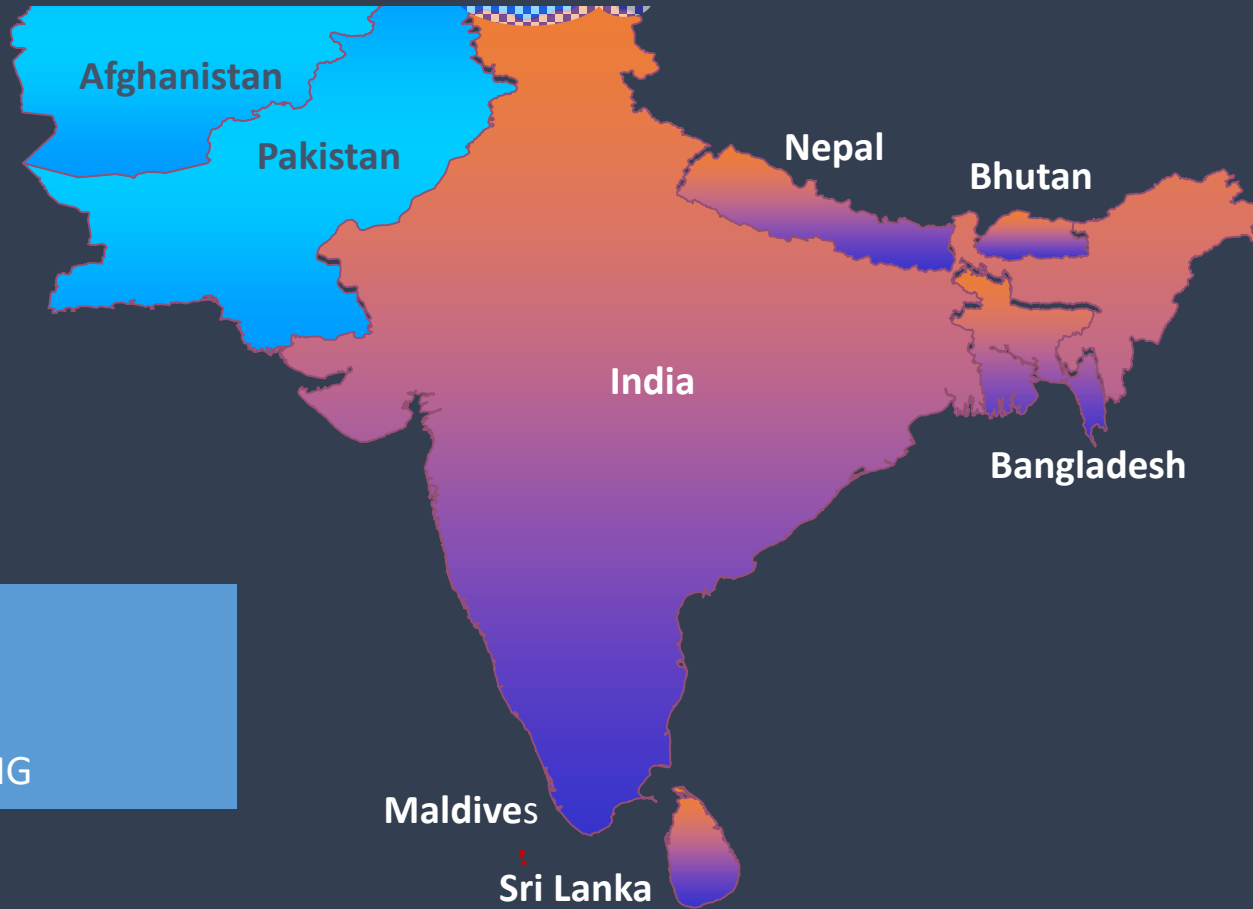 Afghanistan
Pakistan
Nepal
Bhutan
India
Bangladesh
Maldives
Sri Lanka